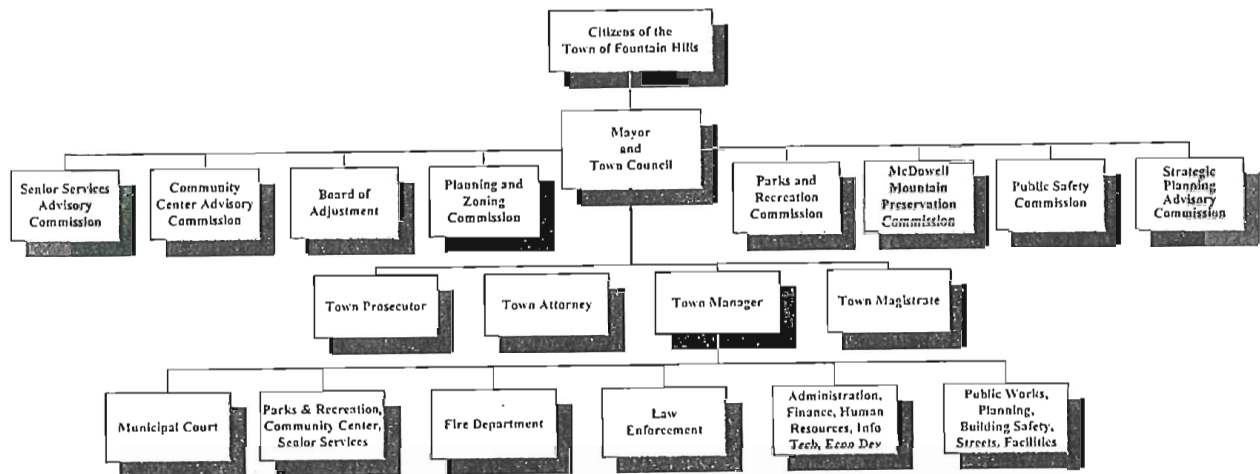 Citizens of the
Town of Fountain Hills
Mayor
and
Town Council
Senior Services
Advisory
Commission
Community
Center Advisory
Commission
Board of
Adjustment
Planning and
Zoning
Commission
Parks and
Recreation
Commission
McDowell
Mountain
Preservation
Commission
Public Safety
Commission
Strategic
Planning
Advisory
Commission
Town Prosecutor
Town Attorney
Town Manager
Town Magistrate
Municipal Court
Parks & Recreation,
Community Center,
Senior Services
Fire Department
Law
Enforcement
Administration,
Finance, Human
Resources, Info
Tech, Econ Dev
Public Works,
Planning,
Building Safety,
Streets, Facilities